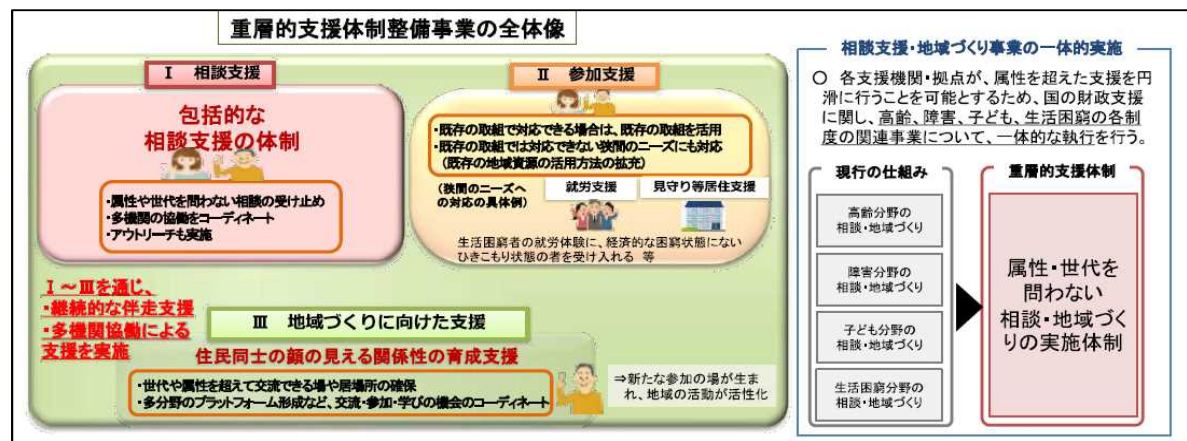 重層的支援体制整備事業の全体像
Ⅰ 相談支援
包括的な
相談支援の体制
・属性や世代を問わない相談の受け止め
・多機関の協働をコーディネート
・アウトリーチも実施
Ⅱ 参加支援
・既存の取組で対応できる場合は、既存の取組を活用
・既存の取組では対応できない狭間のニーズにも対応
(既存の地域資源の活用方法の拡充)
(狭間のニーズへ
の対応の具体例)
就労支援
見守り等居住支援
生活困窮者の就労体験に、経済的な困窮状態にない
ひきこもり状態の者を受け入れる 等
Ⅰ～Ⅲを通じ、
・継続的な伴走支援
・多機関協働による
支援を実施
Ⅲ 地域づくりに向けた支援
住民同士の顔の見える関係性の育成支援
・世代や属性を超えて交流できる場や居場所の確保
・多分野のプラットフォーム形成など、交流・参加・学びの機会のコーディネート
⇒新たな参加の場が生ま
れ、地域の活動が活性化
相談支援・地域づくり事業の一体的実施
○ 各支援機関・拠点が、属性を超えた支援を円
滑に行うことを可能とするため、国の財政支援
に関し、高齢、障害、子ども、生活困窮の各制
度の関連事業について、一体的な執行を行う。
現行の仕組み
高齢分野の
相談・地域づくり
障害分野の
相談・地域づくり
子ども分野の
相談・地域づくり
生活困窮分野の
相談・地域づくり
重層的支援体制
属性・世代を
問わない
相談・地域づく
りの実施体制